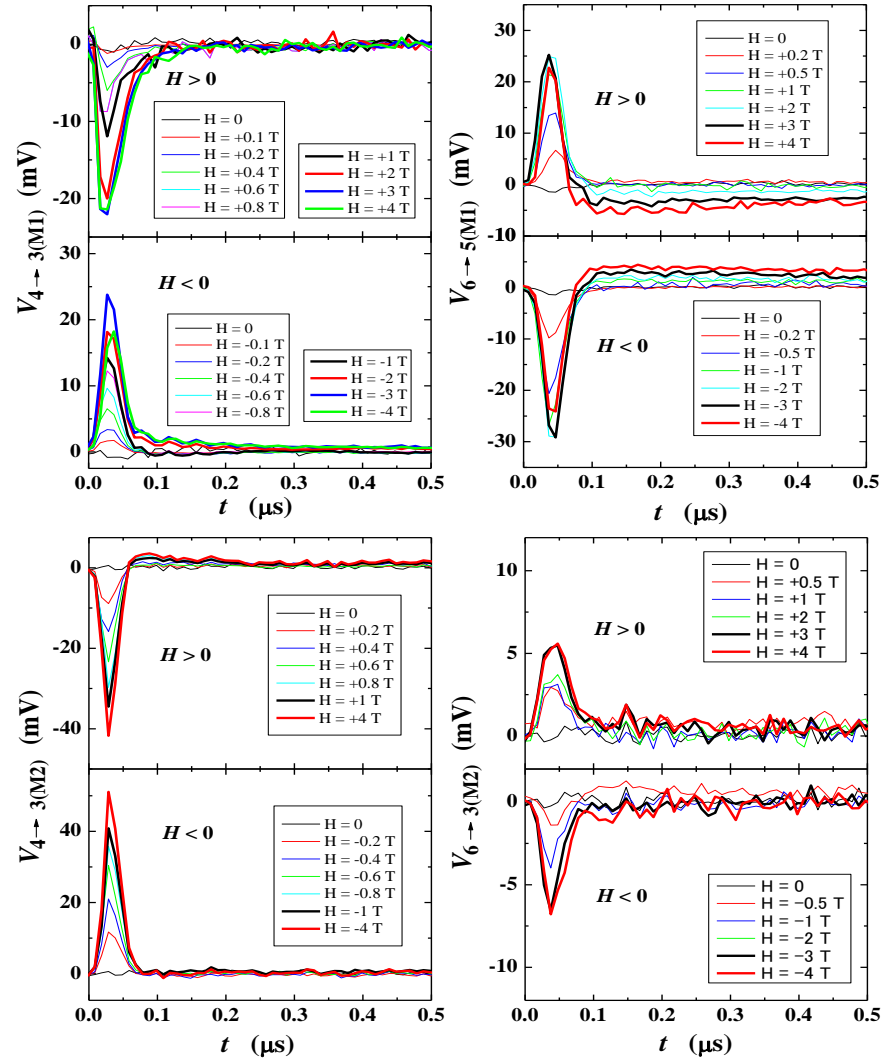 V4→3(M1) (mV)
0
-10
-20
H > 0
H = 0
H = +0.1 T
H = +0.2 T
H = +0.4 T
H = +0.6 T
H = +0.8 T
H = +1 T
H = +2 T
H = +3 T
H = +4 T
30
20
10
0
H < 0
H = 0
H = -0.1 T
H = -0.2 T
H = -0.4 T
H = -0.6 T
H = -0.8 T
H = -1 T
H = -2 T
H = -3 T
H = -4 T
0.0 0.1 0.2 0.3 0.4 0.5
t (μs)
V6→5(M1) (mV)
30
20
10
0
-10
H > 0
H = 0
H = +0.2 T
H = +0.5 T
H = +1 T
H = +2 T
H = +3 T
H = +4 T
10
0
-10
-20
-30
H < 0
H = 0
H = -0.2 T
H = -0.5 T
H = -1 T
H = -2 T
H = -3 T
H = -4 T
0.0 0.1 0.2 0.3 0.4 0.5
t (μs)
V4→3(M2) (mV)
0
-20
-40
H > 0
H = 0
H = +0.2 T
H = +0.4 T
H = +0.6 T
H = +0.8 T
H = +1 T
H = +4 T
40
20
0
H < 0
H = 0
H = -0.2 T
H = -0.4 T
H = -0.6 T
H = -0.8 T
H = -1 T
H = -4 T
0.0 0.1 0.2 0.3 0.4 0.5
t (μs)
V6→3(M2) (mV)
10
5
0
H > 0
H = 0
H = +0.5 T
H = +1 T
H = +2 T
H = +3 T
H = +4 T
0
-5
-10
H < 0
H = 0
H = −0.5 T
H = −1 T
H = −2 T
H = −3 T
H = −4 T
0.0 0.1 0.2 0.3 0.4 0.5
t (μs)